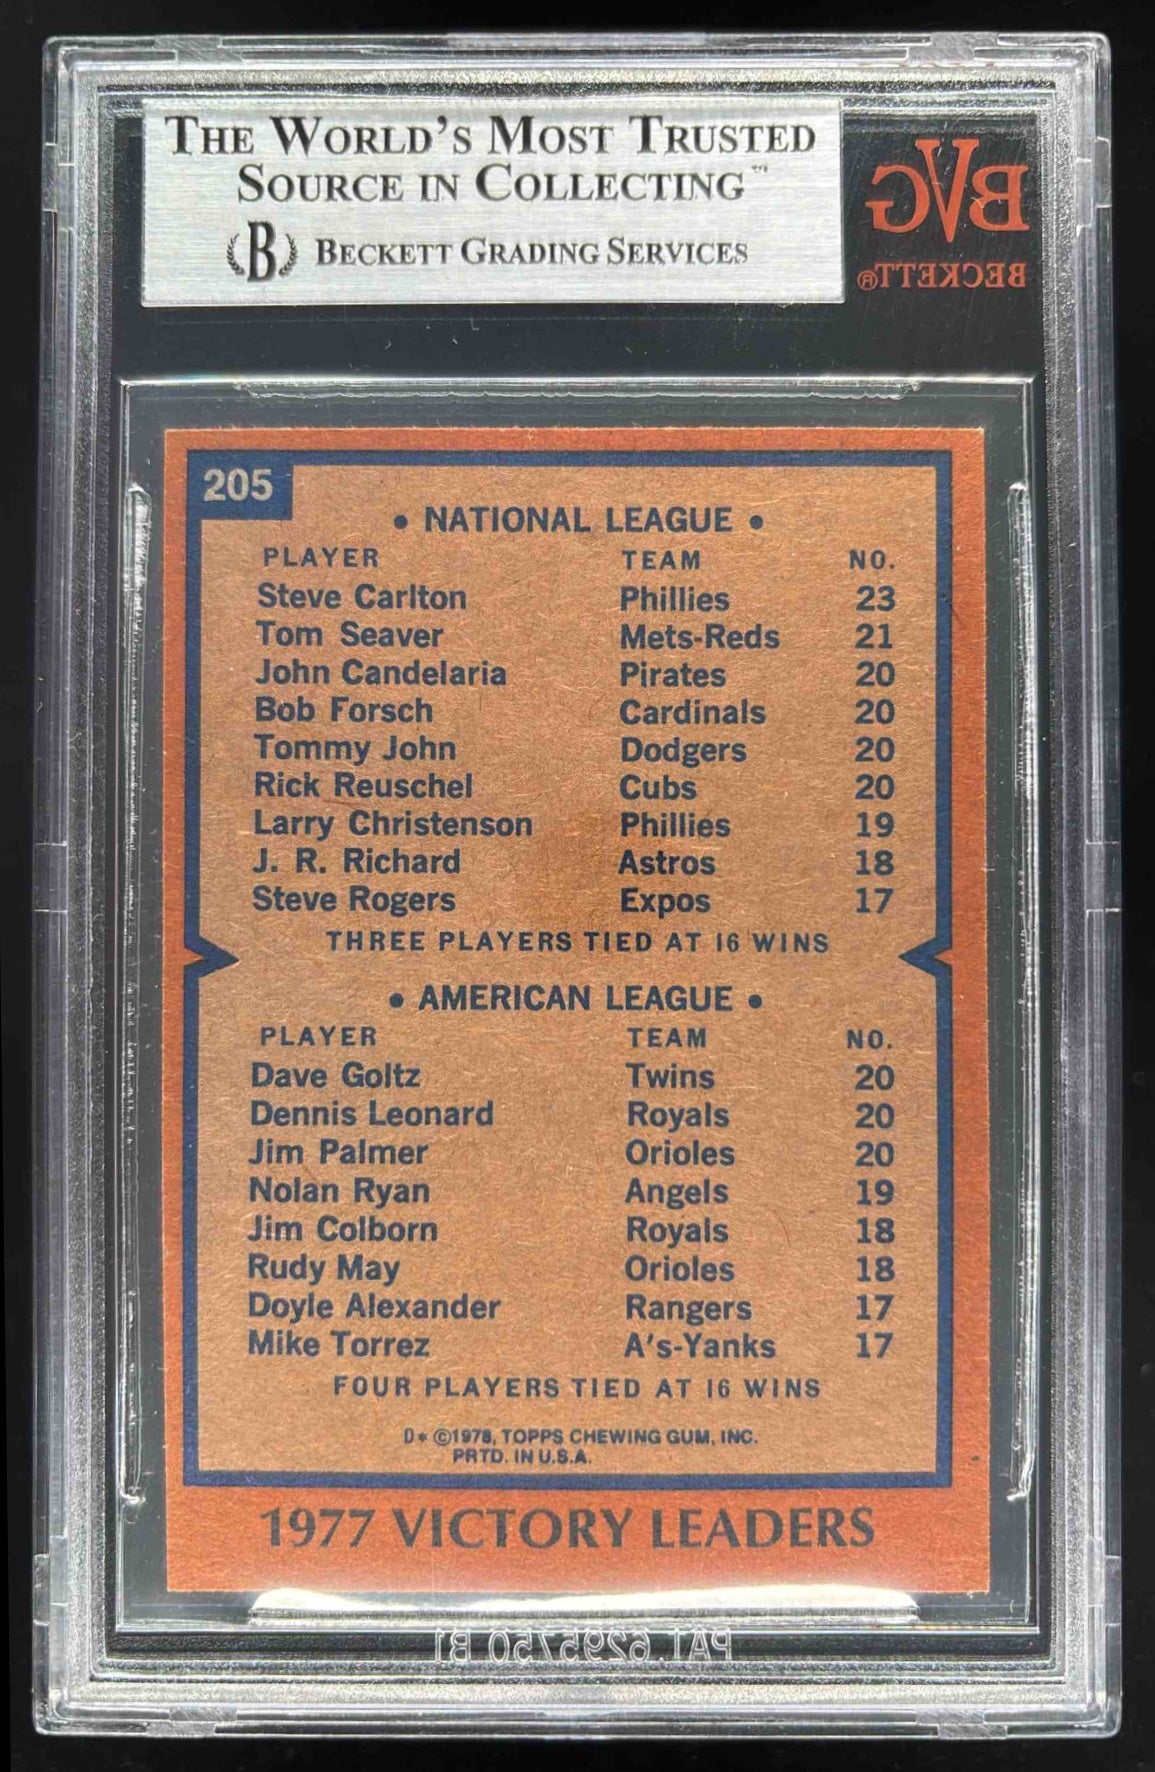 THE WORLD'S MOST TRUSTED
SOURCE IN COLLECTING™
B BECKETT GRADING SERVICES
BVG
BECKETT®
205
• NATIONAL LEAGUE •
PLAYER TEAM NO.
Steve Carlton Phillies 23
Tom Seaver Mets-Reds 21
John Candelaria Pirates 20
Bob Forsch Cardinals 20
Tommy John Dodgers 20
Rick Reuschel Cubs 20
Larry Christenson Phillies 19
J. R. Richard Astros 18
Steve Rogers Expos 17
THREE PLAYERS TIED AT 16 WINS
• AMERICAN LEAGUE •
PLAYER TEAM NO.
Dave Goltz Twins 20
Dennis Leonard Royals 20
Jim Palmer Orioles 20
Nolan Ryan Angels 19
Jim Colborn Royals 18
Rudy May Orioles 18
Doyle Alexander Rangers 17
Mike Torrez A's-Yanks 17
FOUR PLAYERS TIED AT 16 WINS
D* ©1978, TOPPS CHEWING GUM, INC.
PRTD. IN U.S.A.
1977 VICTORY LEADERS
PAT. 6295750 B1